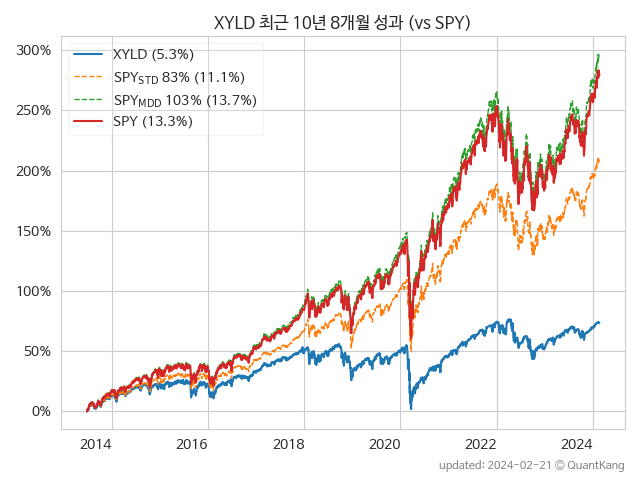 XYLD 최근 10년 8개월 성과 (vs SPY)
300%
250%
200%
150%
100%
50%
0%
XYLD (5.3%)
SPY_STD 83% (11.1%)
SPY_MDD 103% (13.7%)
SPY (13.3%)
2014 2016 2018 2020 2022 2024
updated: 2024-02-21 © QuantKang